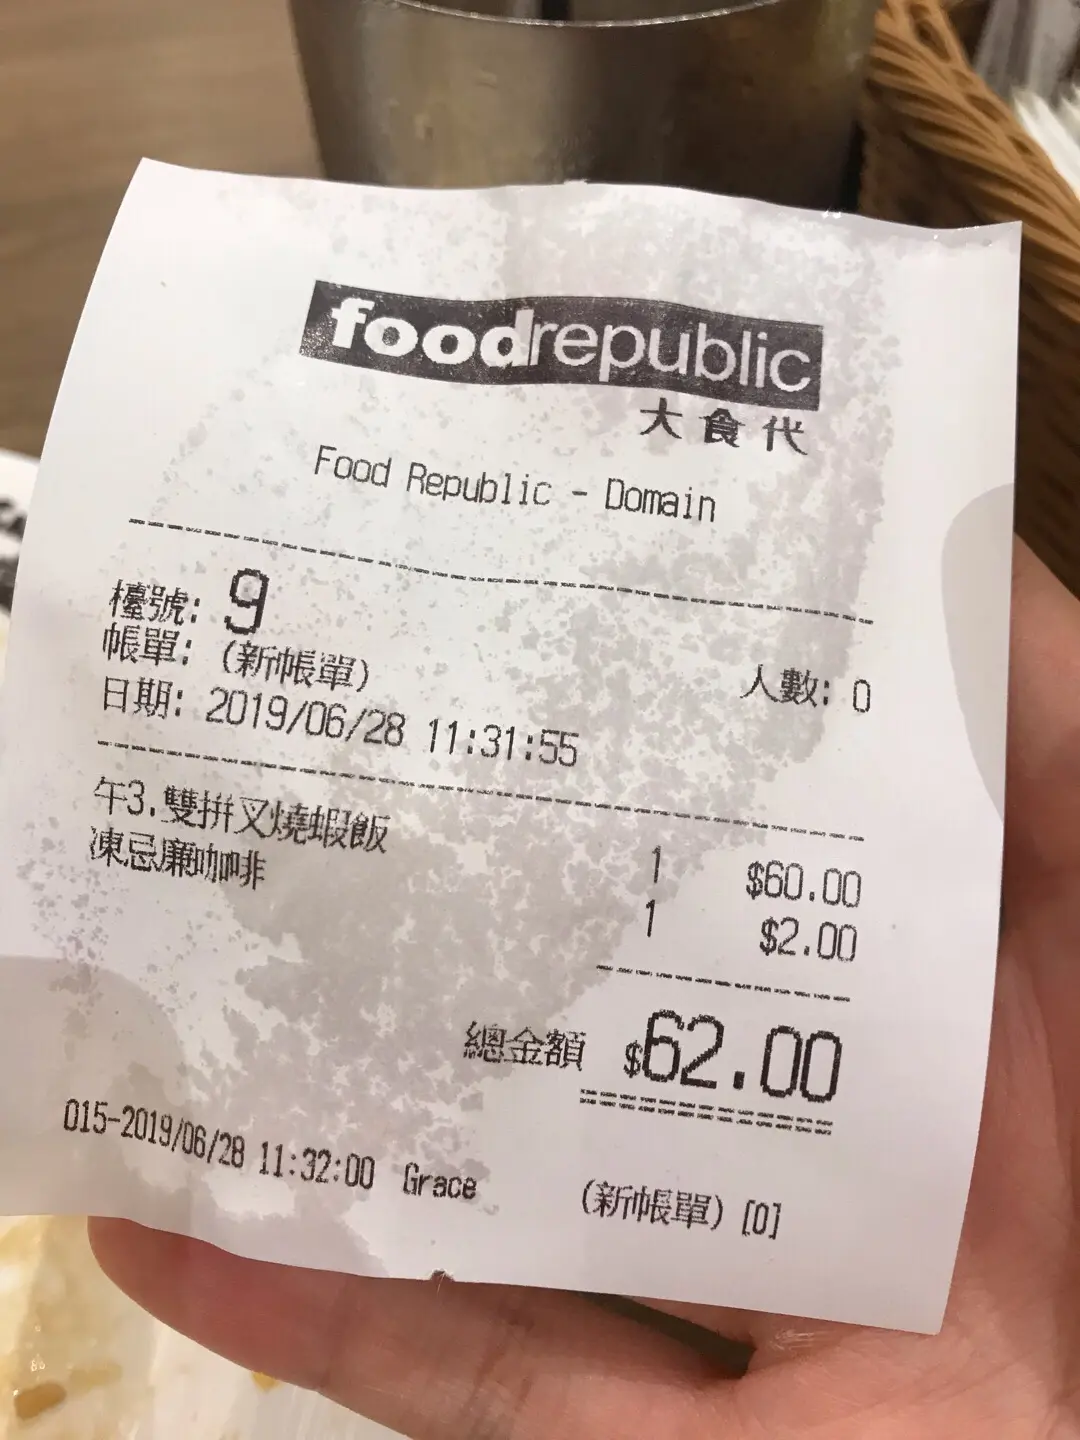 foodrepublic
大食代
Food Republic - Domain
檯號: 9
帳單: (新帳單) 人數: 0
日期: 2019/06/28 11:31:55
午3.雙拼叉燒蝦飯 1 $60.00
凍忌廉咖啡 1 $2.00
總金額 $62.00
015-2019/06/28 11:32:00 Grace
(新帳單) [0]